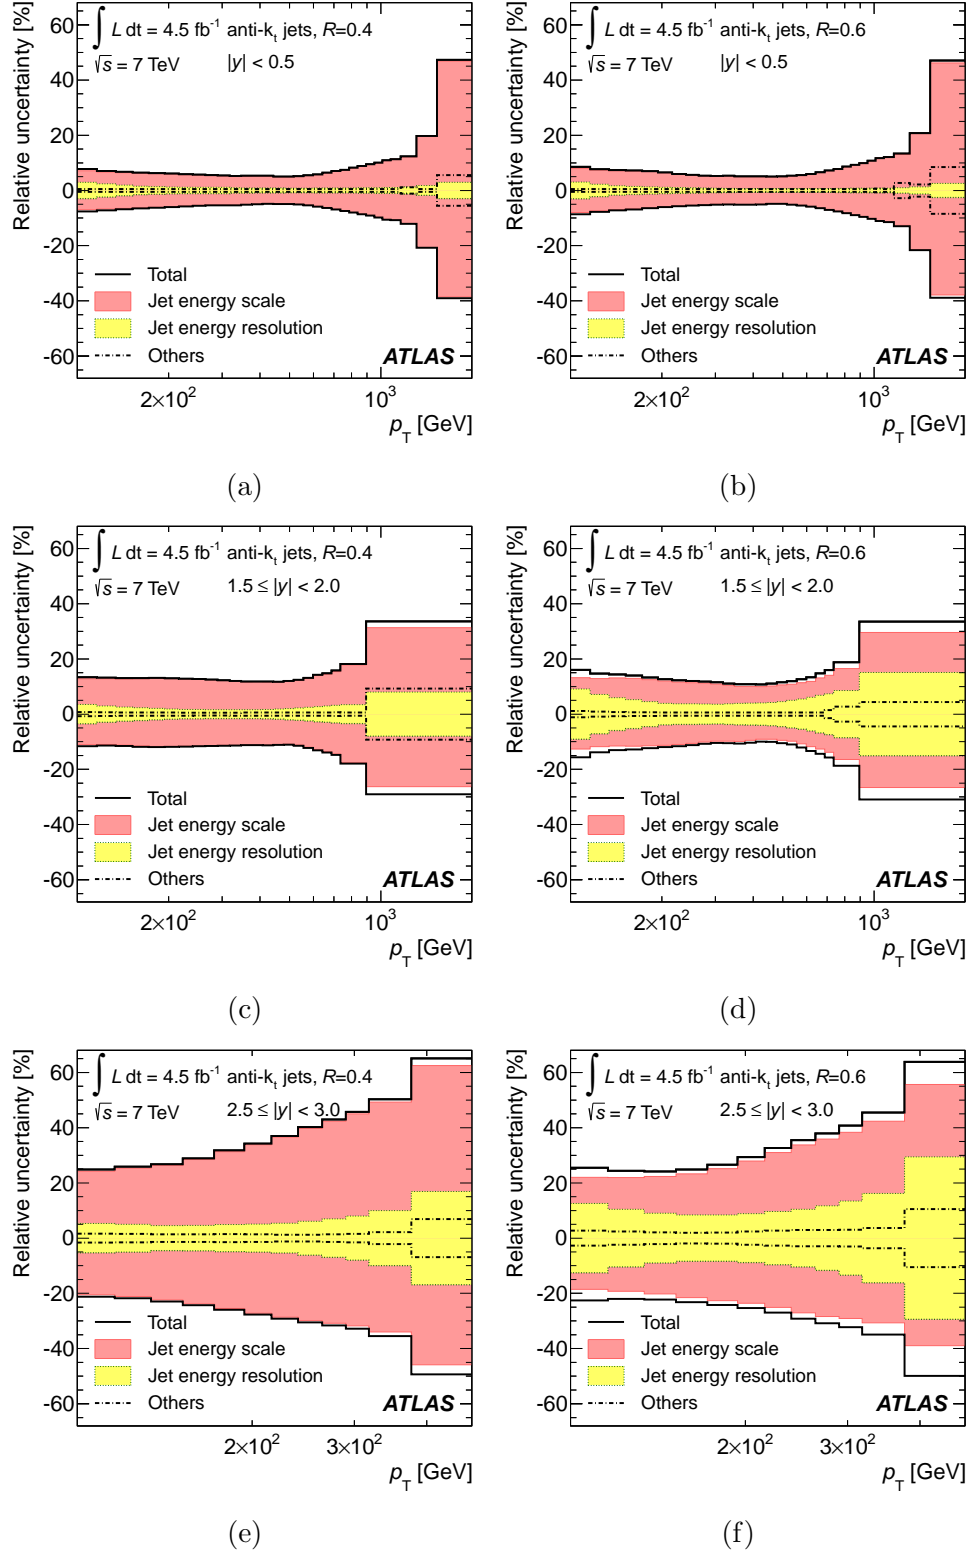 ∫ L dt = 4.5 fb⁻¹ anti-kₜ jets, R=0.4
√s = 7 TeV |y| < 0.5
Relative uncertainty [%]
60
40
20
0
-20
-40
-60
Total
Jet energy scale
Jet energy resolution
Others
ATLAS
2×10² 10³
p_T [GeV]
(a)
∫ L dt = 4.5 fb⁻¹ anti-kₜ jets, R=0.6
√s = 7 TeV |y| < 0.5
Relative uncertainty [%]
60
40
20
0
-20
-40
-60
Total
Jet energy scale
Jet energy resolution
Others
ATLAS
2×10² 10³
p_T [GeV]
(b)
∫ L dt = 4.5 fb⁻¹ anti-kₜ jets, R=0.4
√s = 7 TeV 1.5 ≤ |y| < 2.0
Relative uncertainty [%]
60
40
20
0
-20
-40
-60
Total
Jet energy scale
Jet energy resolution
Others
ATLAS
2×10² 10³
p_T [GeV]
(c)
∫ L dt = 4.5 fb⁻¹ anti-kₜ jets, R=0.6
√s = 7 TeV 1.5 ≤ |y| < 2.0
Relative uncertainty [%]
60
40
20
0
-20
-40
-60
Total
Jet energy scale
Jet energy resolution
Others
ATLAS
2×10² 10³
p_T [GeV]
(d)
∫ L dt = 4.5 fb⁻¹ anti-kₜ jets, R=0.4
√s = 7 TeV 2.5 ≤ |y| < 3.0
Relative uncertainty [%]
60
40
20
0
-20
-40
-60
Total
Jet energy scale
Jet energy resolution
Others
ATLAS
2×10² 3×10²
p_T [GeV]
(e)
∫ L dt = 4.5 fb⁻¹ anti-kₜ jets, R=0.6
√s = 7 TeV 2.5 ≤ |y| < 3.0
Relative uncertainty [%]
60
40
20
0
-20
-40
-60
Total
Jet energy scale
Jet energy resolution
Others
ATLAS
2×10² 3×10²
p_T [GeV]
(f)